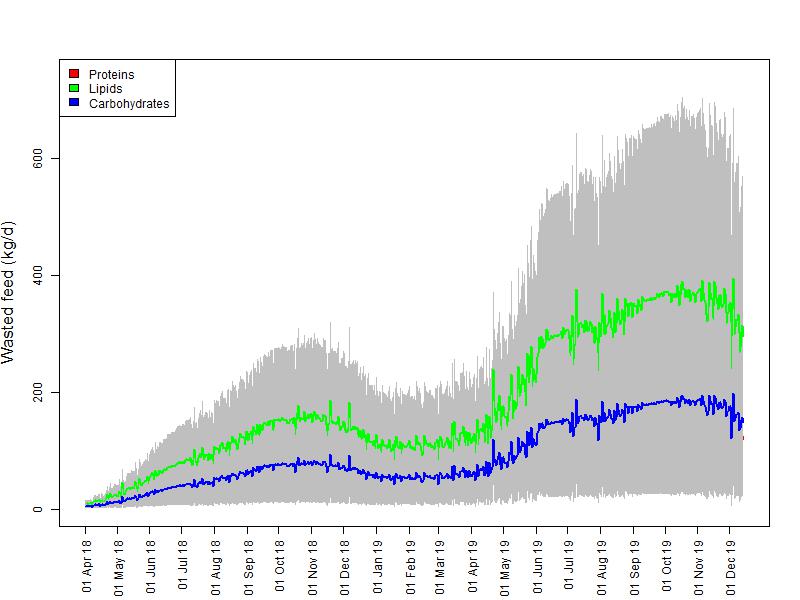 Proteins
Lipids
Carbohydrates
Wasted feed (kg/d)
600
400
200
0
01 Apr 18
01 May 18
01 Jun 18
01 Jul 18
01 Aug 18
01 Sep 18
01 Oct 18
01 Nov 18
01 Dec 18
01 Jan 19
01 Feb 19
01 Mar 19
01 Apr 19
01 May 19
01 Jun 19
01 Jul 19
01 Aug 19
01 Sep 19
01 Oct 19
01 Nov 19
01 Dec 19